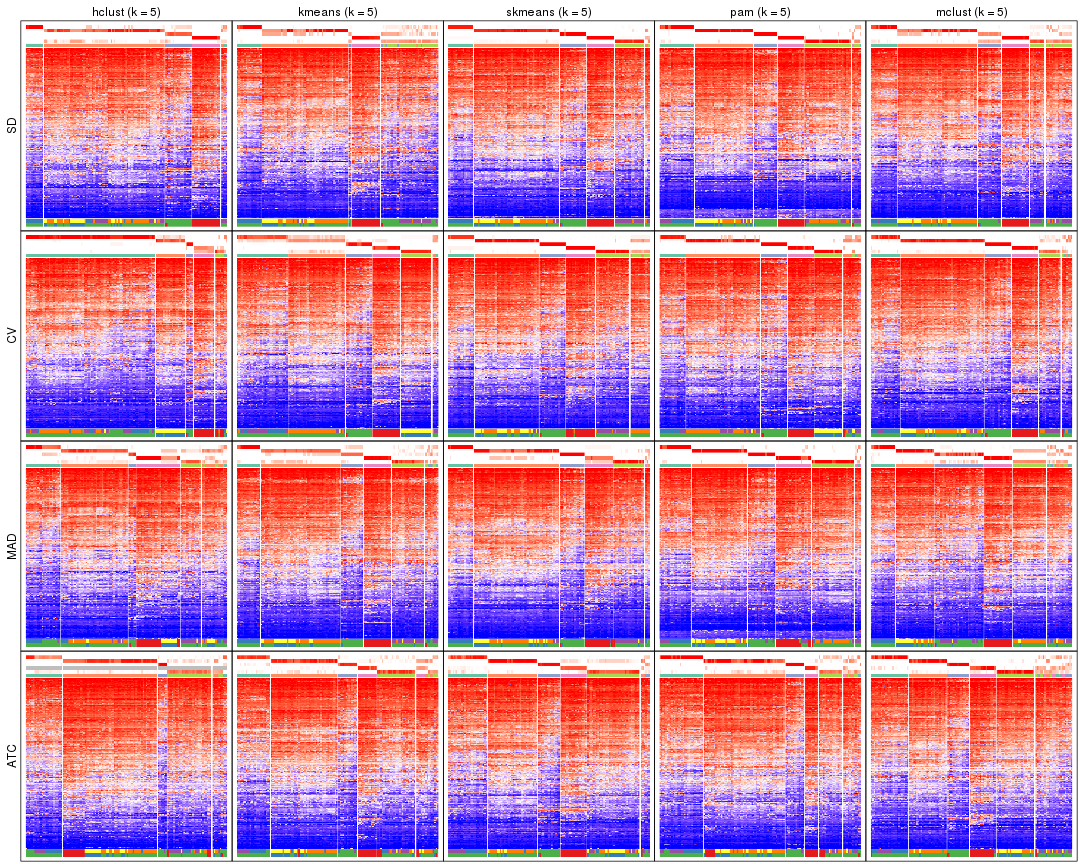 hclust (k = 5)
kmeans (k = 5)
skmeans (k = 5)
pam (k = 5)
mclust (k = 5)
SD
CV
MAD
ATC